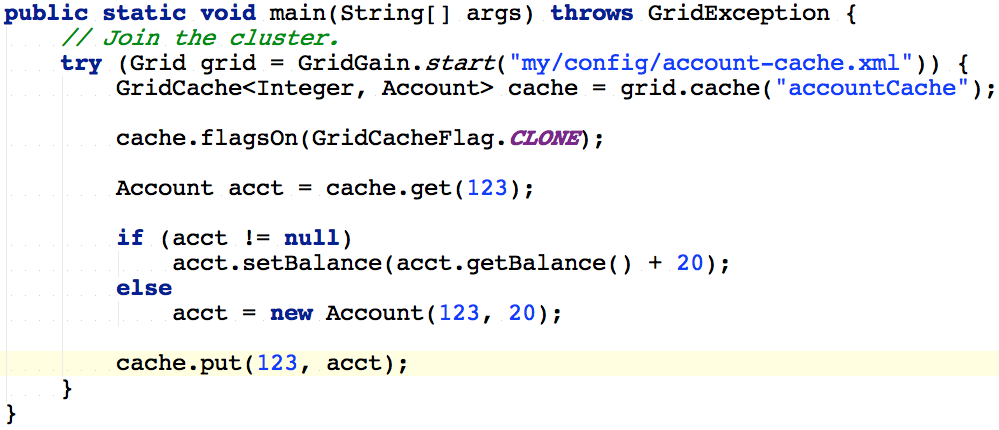 public static void main(String[] args) throws GridException {
// Join the cluster.
try (Grid grid = GridGain.start("my/config/account-cache.xml")) {
GridCache<Integer, Account> cache = grid.cache("accountCache");
cache.flagsOn(GridCacheFlag.CLONE);
Account acct = cache.get(123);
if (acct != null)
acct.setBalance(acct.getBalance() + 20);
else
acct = new Account(123, 20);
cache.put(123, acct);
}
}